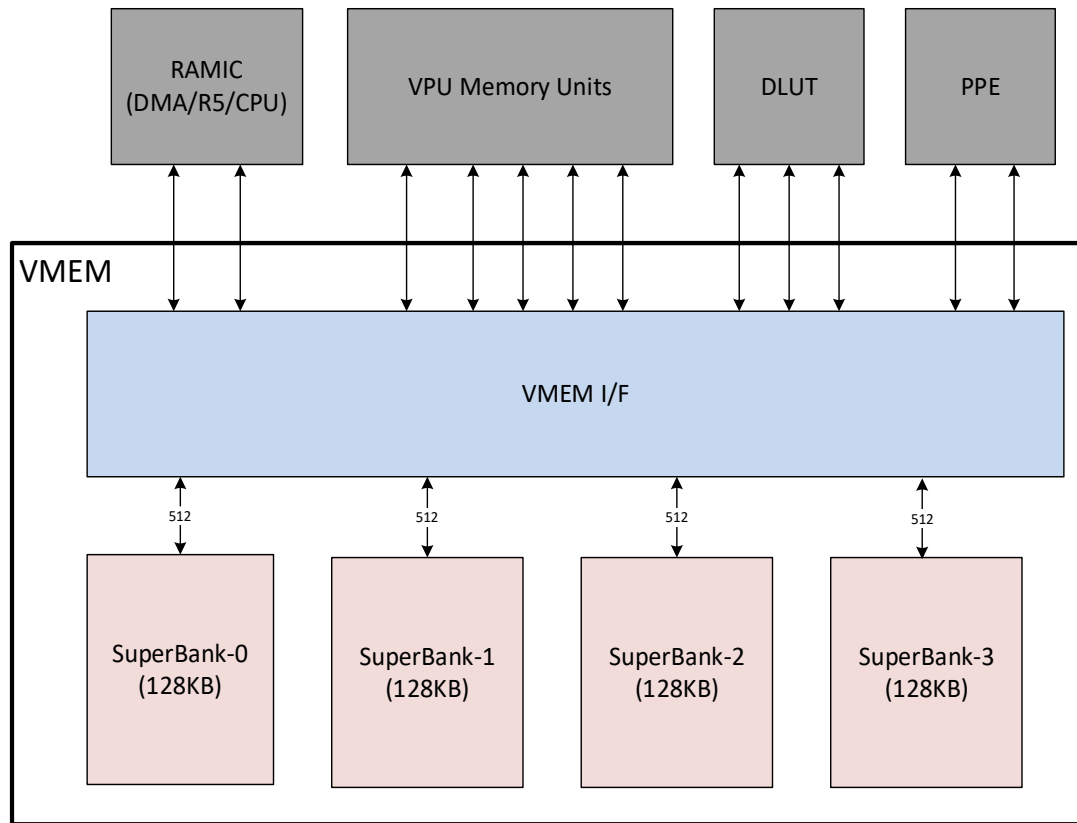 RAMIC
(DMA/R5/CPU)
VPU Memory Units
DLUT
PPE
VMEM
VMEM I/F
512
512
512
512
SuperBank-0
(128KB)
SuperBank-1
(128KB)
SuperBank-2
(128KB)
SuperBank-3
(128KB)